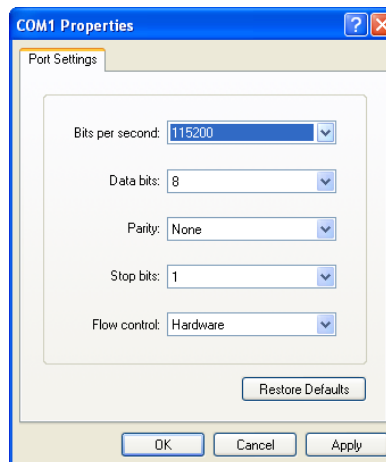 COM1 Properties
Port Settings
Bits per second: 115200
Data bits: 8
Parity: None
Stop bits: 1
Flow control: Hardware
Restore Defaults
OK Cancel Apply